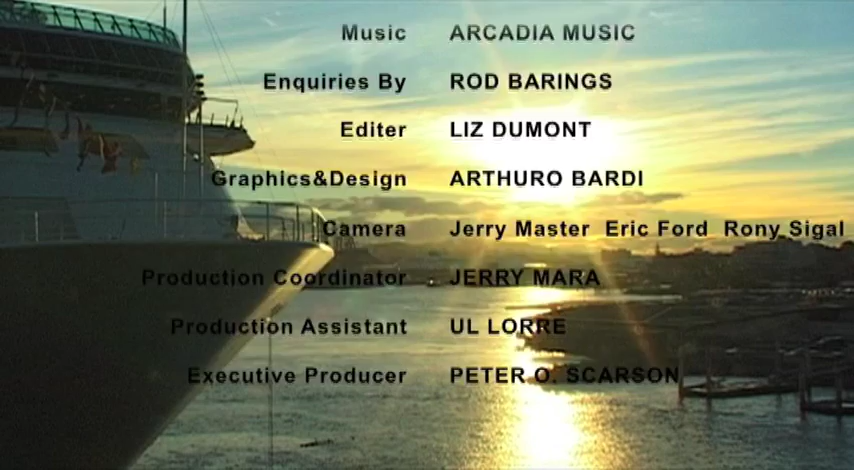 Music ARCADIA MUSIC
Enquiries By ROD BARINGS
Editer LIZ DUMONT
Graphics&Design ARTHURO BARDI
Camera Jerry Master Eric Ford Rony Sigal
Production Coordinator JERRY MARA
Production Assistant UL LORRE
Executive Producer PETER O. SCARSON